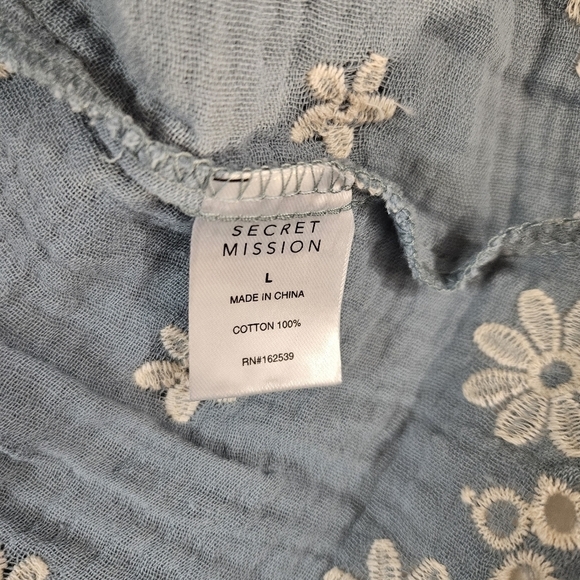 SECRET
MISSION
L
MADE IN CHINA
COTTON 100%
RN#162539